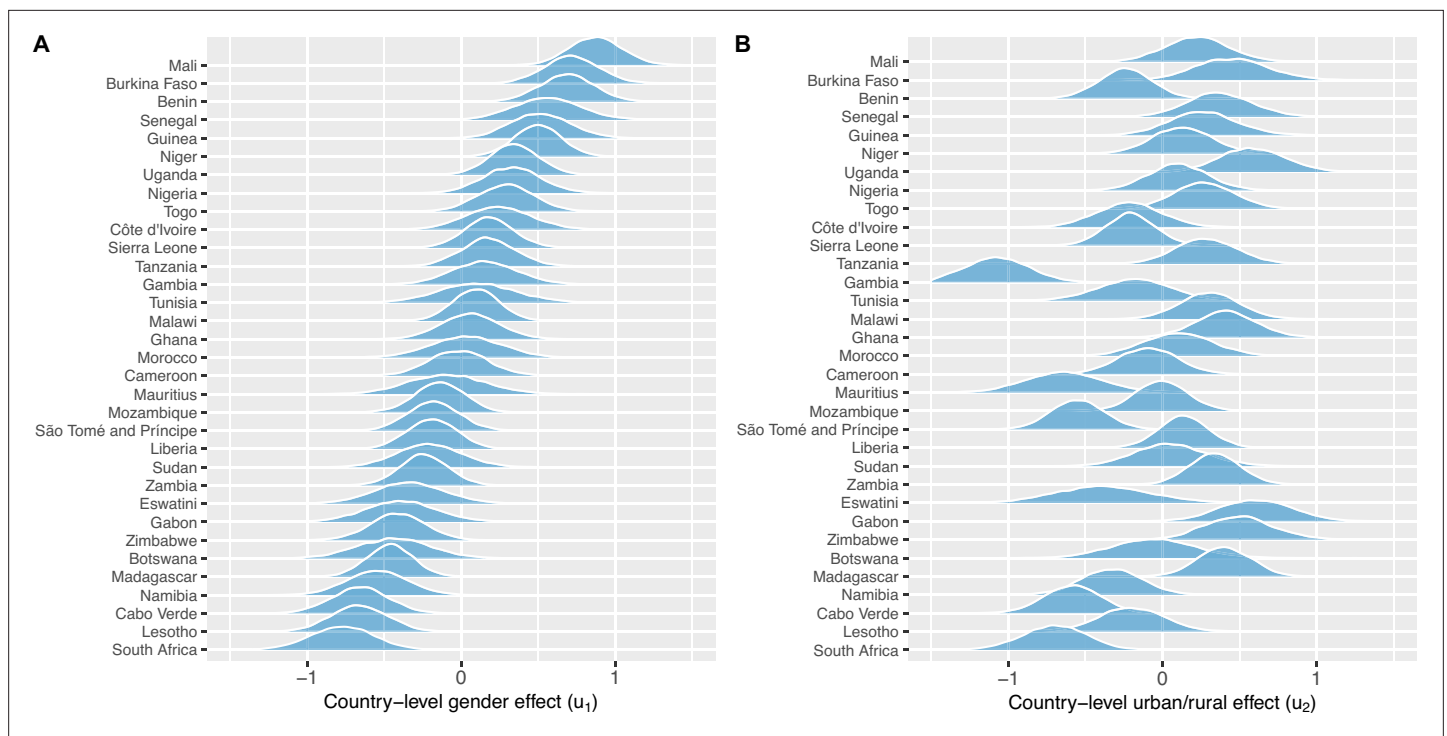 A
Mali
Burkina Faso
Benin
Senegal
Guinea
Niger
Uganda
Nigeria
Togo
Côte d'Ivoire
Sierra Leone
Tanzania
Gambia
Tunisia
Malawi
Ghana
Morocco
Cameroon
Mauritius
Mozambique
São Tomé and Príncipe
Liberia
Sudan
Zambia
Eswatini
Gabon
Zimbabwe
Botswana
Madagascar
Namibia
Cabo Verde
Lesotho
South Africa
−1 0 1
Country−level gender effect (u₁)
B
Mali
Burkina Faso
Benin
Senegal
Guinea
Niger
Uganda
Nigeria
Togo
Côte d'Ivoire
Sierra Leone
Tanzania
Gambia
Tunisia
Malawi
Ghana
Morocco
Cameroon
Mauritius
Mozambique
São Tomé and Príncipe
Liberia
Sudan
Zambia
Eswatini
Gabon
Zimbabwe
Botswana
Madagascar
Namibia
Cabo Verde
Lesotho
South Africa
−1 0 1
Country−level urban/rural effect (u₂)